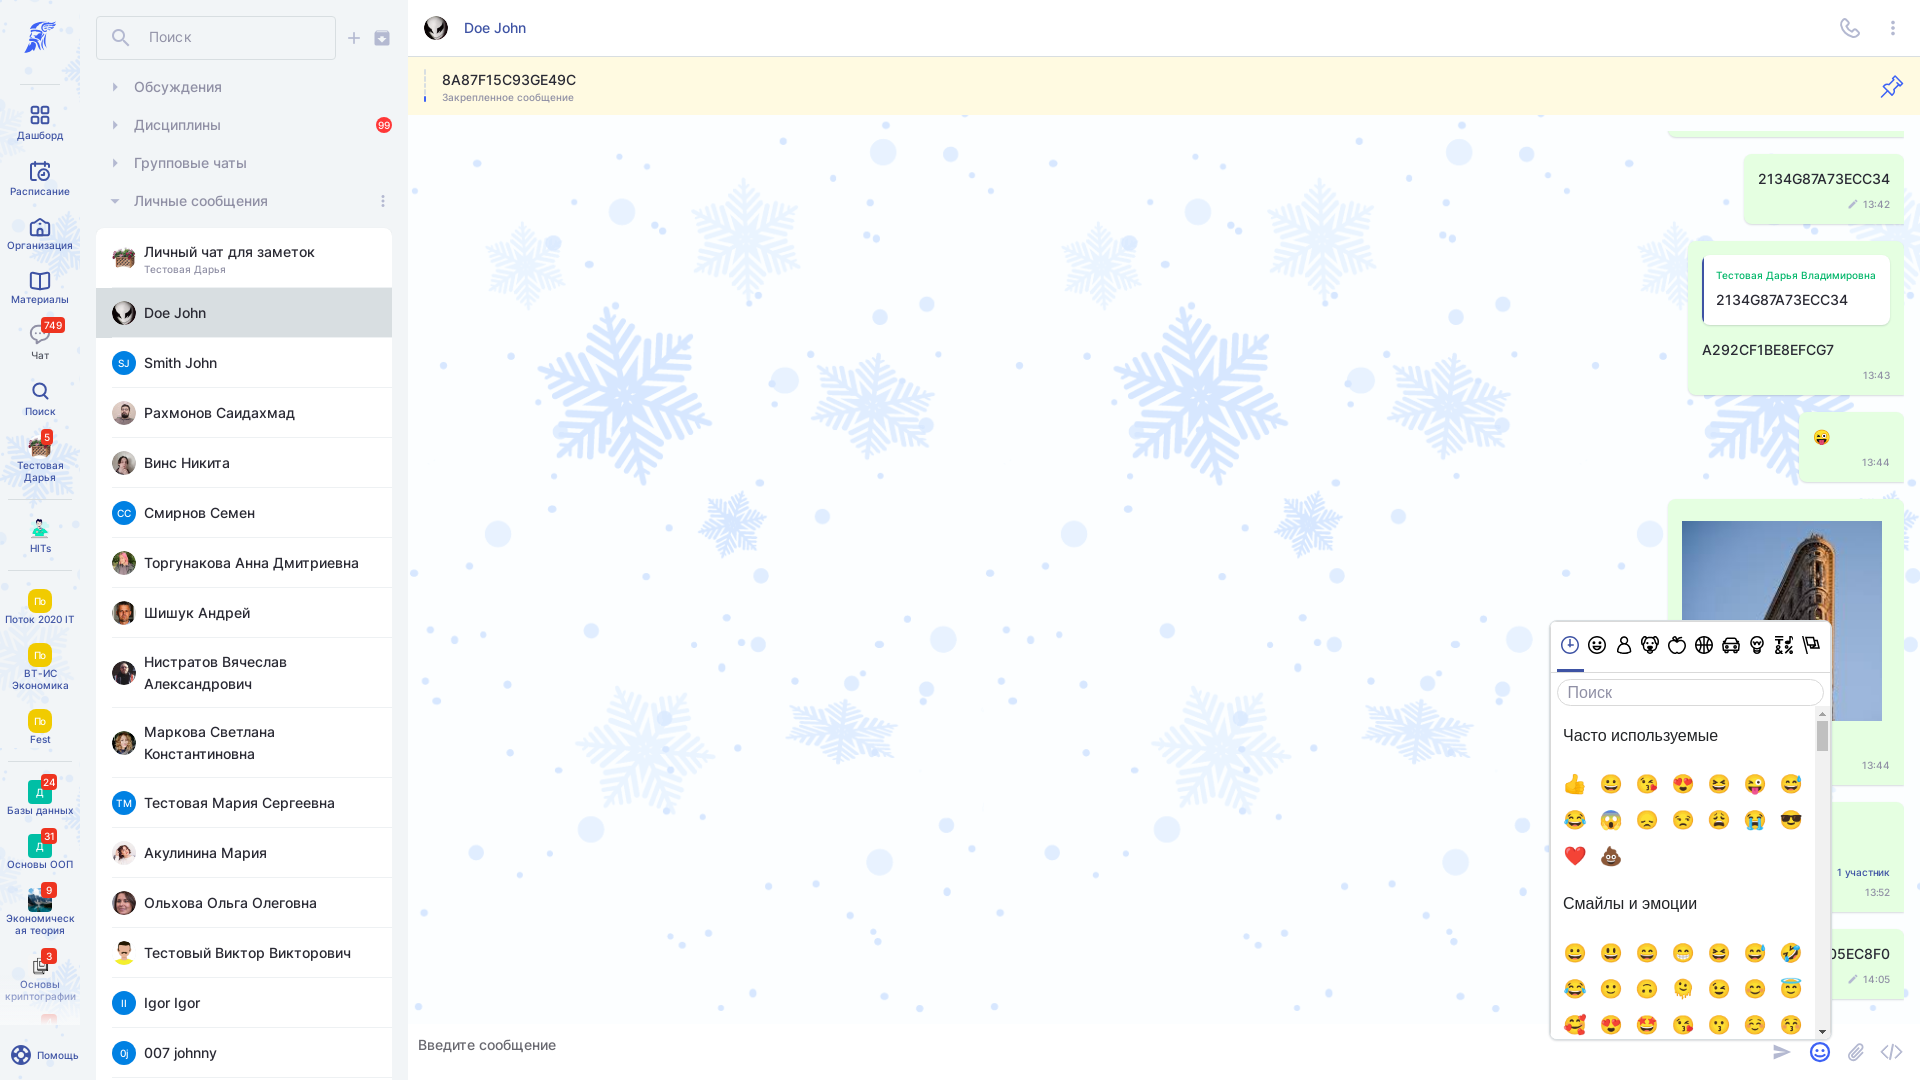 Дашборд
Расписание
Организация
Материалы
749
Чат
Поиск
5
Тестовая
Дарья
HITs
По
Поток 2020 IT
По
ВТ-ИС
Экономика
По
Fest
24
Д
Базы данных
31
Д
Основы ООП
9
Экономическ
ая теория
3
Основы
криптографии
Помощь
Поиск
Обсуждения
Дисциплины
99
Групповые чаты
Личные сообщения
Личный чат для заметок
Тестовая Дарья
Doe John
SJ
Smith John
Рахмонов Саидахмад
Винс Никита
СС
Смирнов Семен
Торгунакова Анна Дмитриевна
Шишук Андрей
Нистратов Вячеслав
Александрович
Маркова Светлана
Константиновна
ТМ
Тестовая Мария Сергеевна
Акулинина Мария
Ольхова Ольга Олеговна
Тестовый Виктор Викторович
II
Igor Igor
0j
007 johnny
Doe John
8A87F15C93GE49C
Закрепленное сообщение
2134G87A73ECC34
13:42
Тестовая Дарья Владимировна
2134G87A73ECC34
A292CF1BE8EFCG7
13:43
13:44
13:44
1 участник
13:52
05EC8F0
14:05
Поиск
Часто используемые
Смайлы и эмоции
Введите сообщение